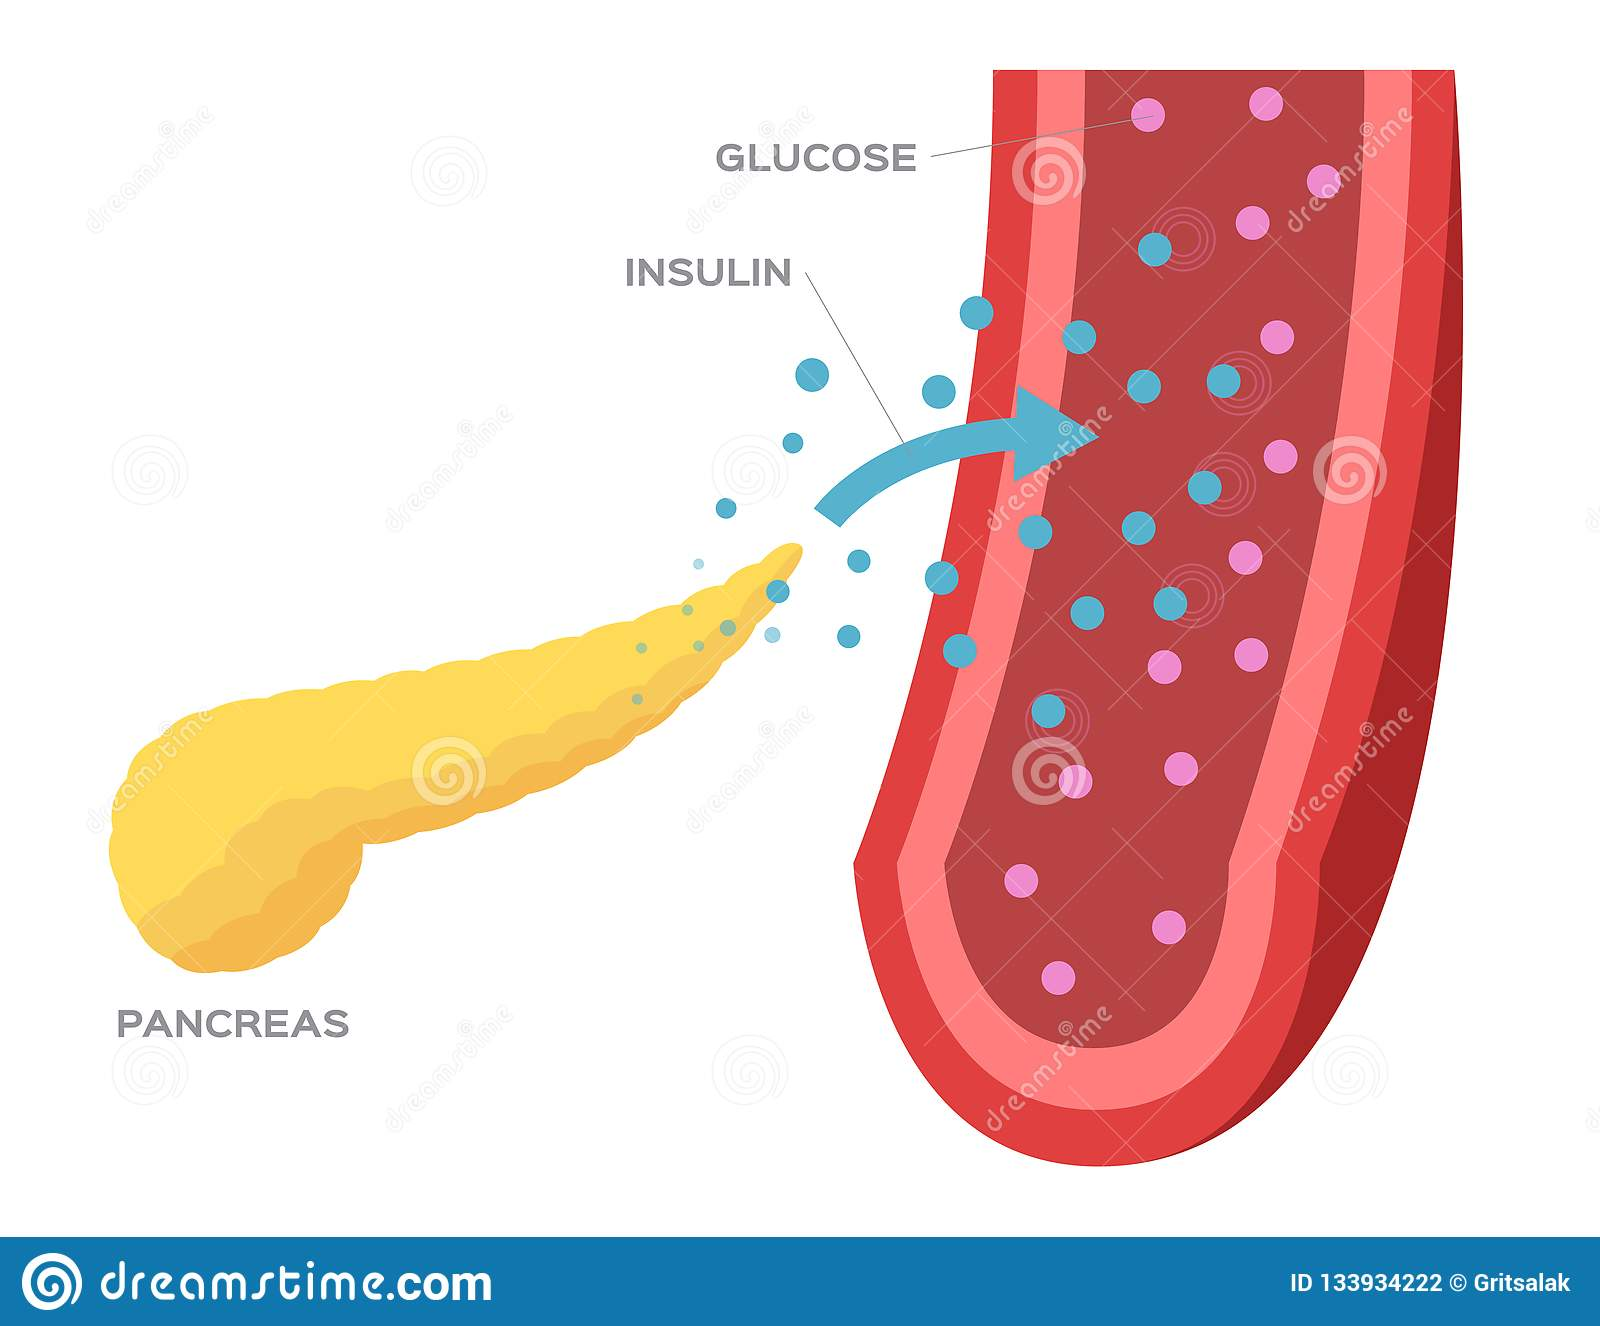 GLUCOSE
INSULIN
PANCREAS
dreamstime.com
ID 133934222 © Gritsalak